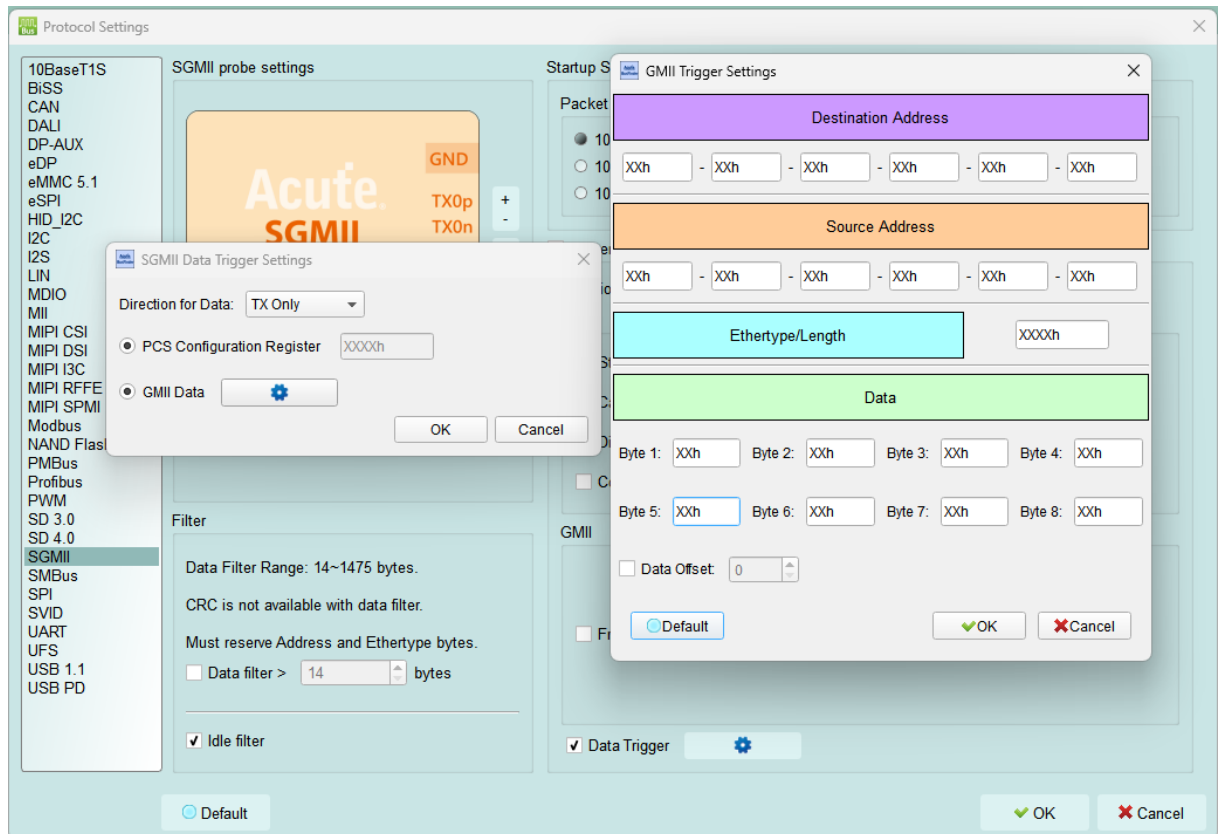 Protocol Settings
10BaseT1S
BiSS
CAN
DALI
DP-AUX
eDP
eMMC 5.1
eSPI
HID_I2C
I2C
I2S
LIN
MDIO
MII
MIPI CSI
MIPI DSI
MIPI I3C
MIPI RFFE
MIPI SPMI
Modbus
NAND Flas
PMBus
Profibus
PWM
SD 3.0
SD 4.0
SGMII
SMBus
SPI
SVID
UART
UFS
USB 1.1
USB PD
SGMII probe settings
Acute
SGMII
GND
TX0p
TX0n
+
-
SGMII Data Trigger Settings
Direction for Data: TX Only
PCS Configuration Register XXXXh
GMII Data
OK Cancel
Filter
Data Filter Range: 14~1475 bytes.
CRC is not available with data filter.
Must reserve Address and Ethertype bytes.
Data filter > 14 bytes
Idle filter
Startup S
Packet
10
10
10
GMII
Fr
Data Trigger
GMII Trigger Settings
Destination Address
XXh - XXh - XXh - XXh - XXh - XXh
Source Address
XXh - XXh - XXh - XXh - XXh - XXh
Ethertype/Length XXXXh
Data
Byte 1: XXh Byte 2: XXh Byte 3: XXh Byte 4: XXh
Byte 5: XXh Byte 6: XXh Byte 7: XXh Byte 8: XXh
Data Offset: 0
Default OK Cancel
Default OK Cancel